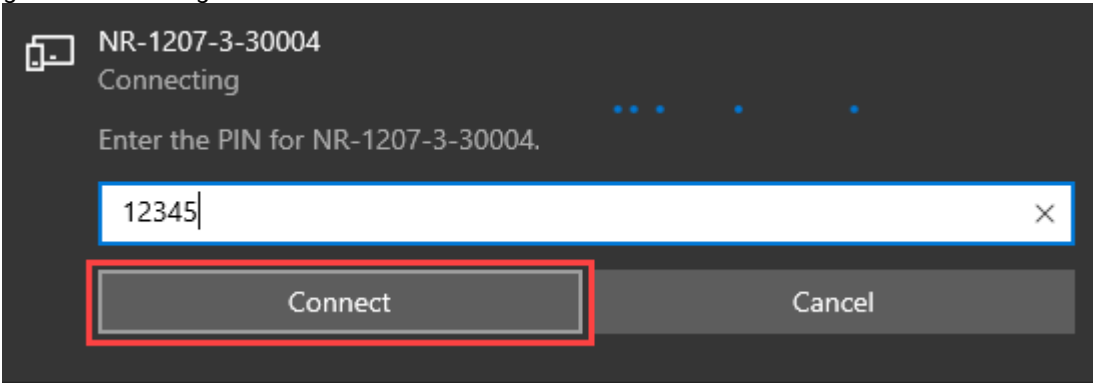 NR-1207-3-30004
Connecting
Enter the PIN for NR-1207-3-30004.
12345
Connect Cancel